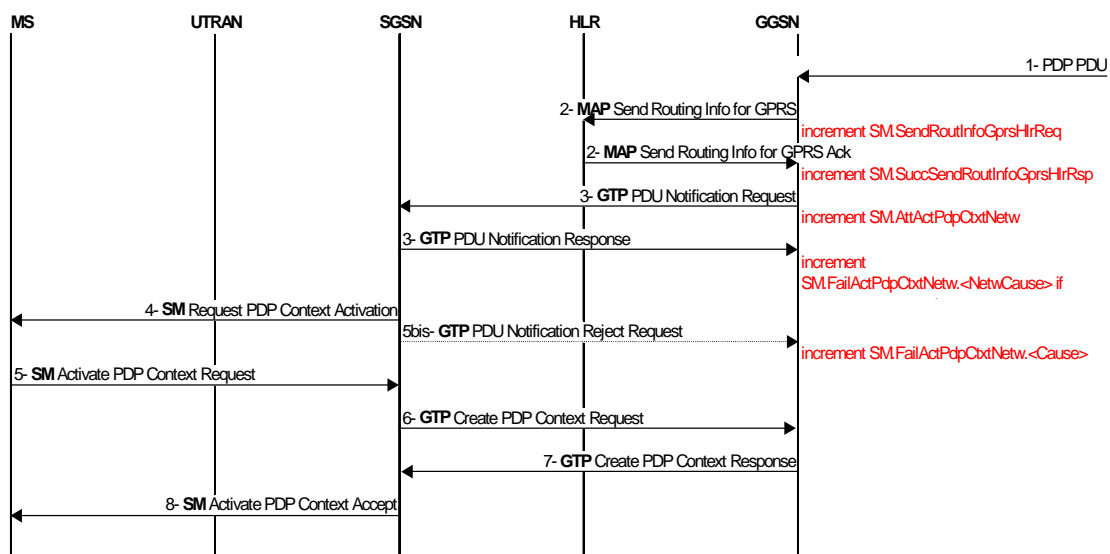 MS UTRAN SGSN HLR GGSN
1- PDP PDU
2- MAP Send Routing Info for GPRS
increment SM.SendRoutInfoGprsHlrReq
2- MAP Send Routing Info for GPRS Ack
increment SM.SuccSendRoutInfoGprsHlrRsp
3- GTP PDU Notification Request
increment SM.AttActPdpCtxtNetw
3- GTP PDU Notification Response
increment
SM.FailActPdpCtxtNetw.<NetwCause> if
4- SM Request PDP Context Activation
5bis- GTP PDU Notification Reject Request
increment SM.FailActPdpCtxtNetw.<Cause>
5- SM Activate PDP Context Request
6- GTP Create PDP Context Request
7- GTP Create PDP Context Response
8- SM Activate PDP Context Accept